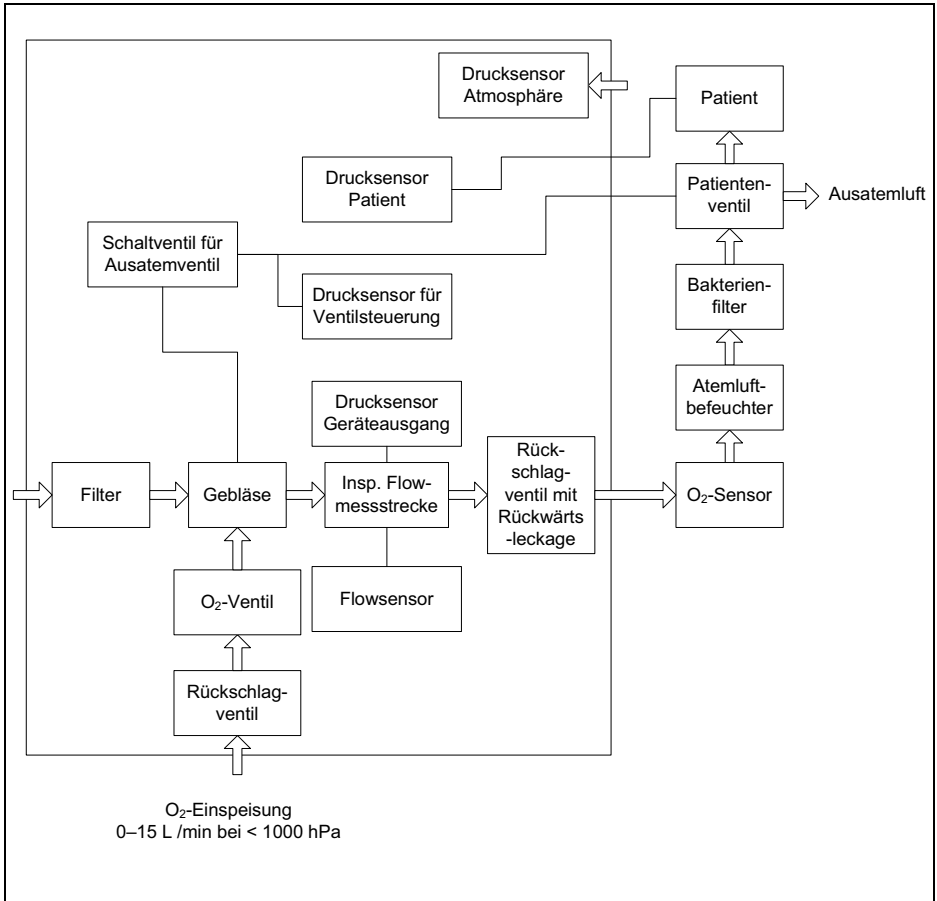 Drucksensor
Atmosphäre
Patient
Drucksensor
Patient
Patienten-
ventil
Ausatemluft
Schaltventil für
Ausatemventil
Drucksensor für
Ventilsteuerung
Bakterien-
filter
Atemluft-
befeuchter
Drucksensor
Geräteausgang
Filter
Gebläse
Insp. Flow-
messstrecke
Rück-
schlag-
ventil mit
Rückwärts
-leckage
O₂-Sensor
O₂-Ventil
Flowsensor
Rückschlag-
ventil
O₂-Einspeisung
0–15 L /min bei < 1000 hPa